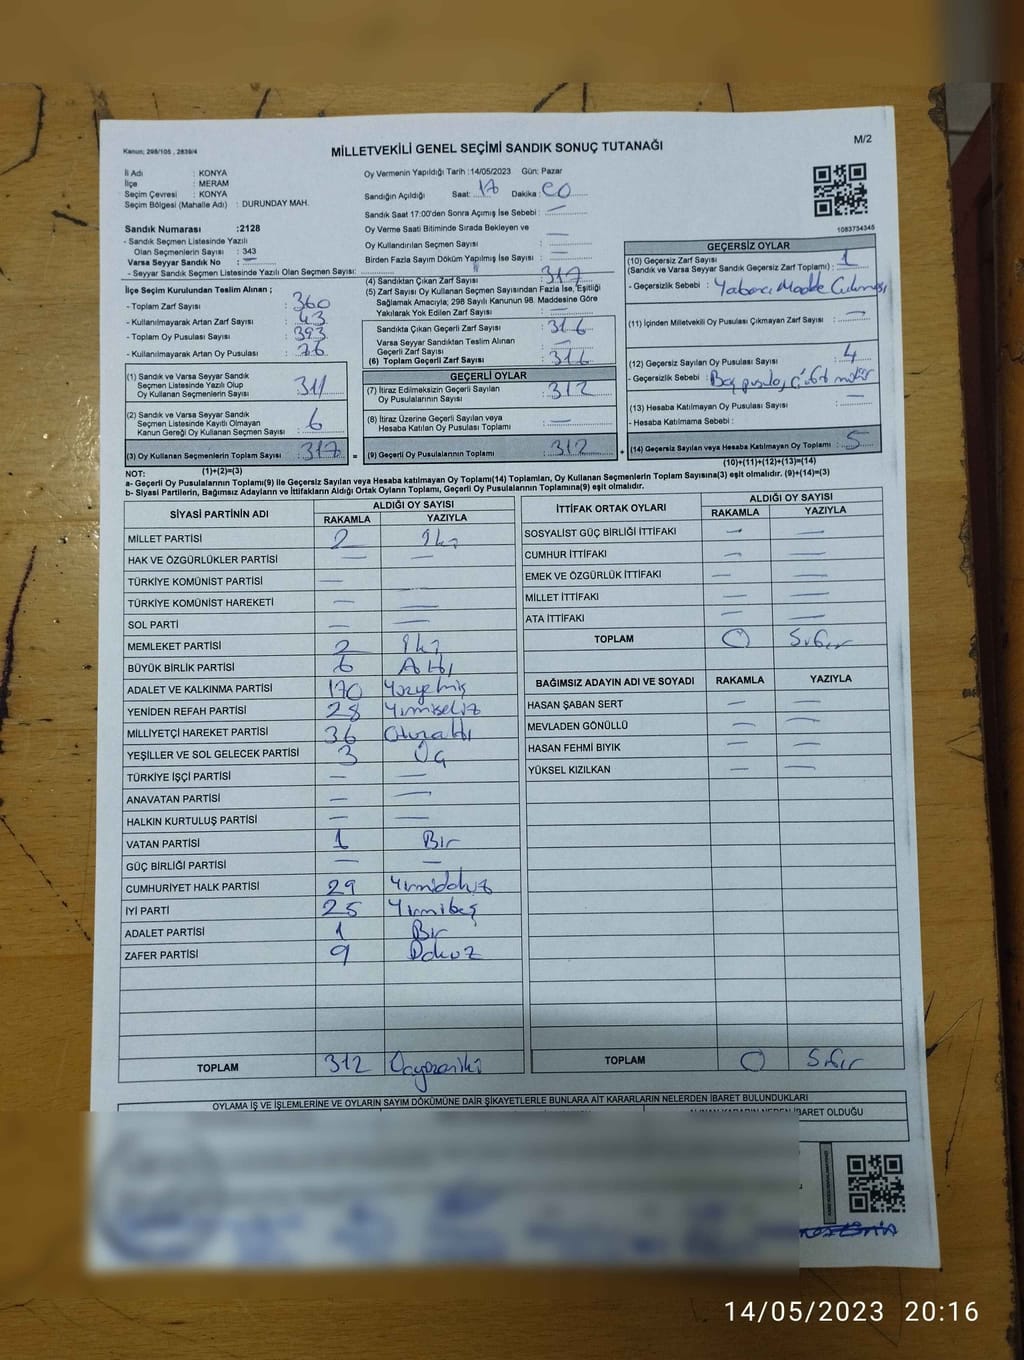 Kanun; 298/105 , 2839/4
MİLLETVEKİLİ GENEL SEÇİMİ SANDIK SONUÇ TUTANAĞI
M/2
İl Adı : KONYA
İlçe : MERAM
Seçim Çevresi : KONYA
Seçim Bölgesi (Mahalle Adı) : DURUNDAY MAH.
Sandık Numarası :2128
- Sandık Seçmen Listesinde Yazılı
Olan Seçmenlerin Sayısı : 343
Varsa Seyyar Sandık No : —
- Seyyar Sandık Seçmen Listesinde Yazılı Olan Seçmen Sayısı:
Oy Vermenin Yapıldığı Tarih :14/05/2023 Gün: Pazar
Sandığın Açıldığı Saat: 17 Dakika: 00
Sandık Saat 17:00'den Sonra Açımış İse Sebebi : —
Oy Verme Saati Bitiminde Sırada Bekleyen ve
Oy Kullandırılan Seçmen Sayısı : —
Birden Fazla Sayım Döküm Yapılmış İse Sayısı : —
1083754345
İlçe Seçim Kurulundan Teslim Alınan ;
- Toplam Zarf Sayısı : 360
- Kullanılmayarak Artan Zarf Sayısı : 43
- Toplam Oy Pusulası Sayısı : 393
- Kullanılmayarak Artan Oy Pusulası : 76
(1) Sandık ve Varsa Seyyar Sandık
Seçmen Listesinde Yazılı Olup
Oy Kullanan Seçmenlerin Sayısı : 311
(2) Sandık ve Varsa Seyyar Sandık
Seçmen Listesinde Kayıtlı Olmayan
Kanun Gereği Oy Kullanan Seçmen Sayısı : 6
(3) Oy Kullanan Seçmenlerin Toplam Sayısı : 317 =
(4) Sandıktan Çıkan Zarf Sayısı : 317
(5) Zarf Sayısı Oy Kullanan Seçmen Sayısından Fazla İse, Eşitliği
Sağlamak Amacıyla; 298 Sayılı Kanunun 98. Maddesine Göre
Yakılarak Yok Edilen Zarf Sayısı : —
Sandıkta Çıkan Geçerli Zarf Sayısı : 316
Varsa Seyyar Sandıktan Teslim Alınan
Geçerli Zarf Sayısı : —
(6) Toplam Geçerli Zarf Sayısı : 316
GEÇERLİ OYLAR
(7) İtiraz Edilmeksizin Geçerli Sayılan
Oy Pusulalarının Sayısı : 312
(8) İtiraz Üzerine Geçerli Sayılan veya
Hesaba Katılan Oy Pusulaları Toplamı : —
(9) Geçerli Oy Pusulalarının Toplamı : 312 +
GEÇERSİZ OYLAR
(10) Geçersiz Zarf Sayısı
(Sandık ve Varsa Seyyar Sandık Geçersiz Zarf Toplamı) : 1
- Geçersizlik Sebebi : Yabancı Madde Çıkması
(11) İçinden Milletvekili Oy Pusulası Çıkmayan Zarf Sayısı : —
(12) Geçersiz Sayılan Oy Pusulası Sayısı : 4
- Geçersizlik Sebebi : Boş pusula, çift mühür
(13) Hesaba Katılmayan Oy Pusulası Sayısı : —
- Hesaba Katılmama Sebebi :
(14) Geçersiz Sayılan veya Hesaba Katılmayan Oy Toplamı : 5
NOT: (1)+(2)=(3)
(10)+(11)+(12)+(13)=(14)
a- Geçerli Oy Pusulalarının Toplamı(9) ile Geçersiz Sayılan veya Hesaba katılmayan Oy Toplamı(14) Toplamları, Oy Kullanan Seçmenlerin Toplam Sayısına(3) eşit olmalıdır. (9)+(14)=(3)
b- Siyasi Partilerin, Bağımsız Adayların ve İttifakların Aldığı Ortak Oyların Toplamı, Geçerli Oy Pusulalarının Toplamına(9) eşit olmalıdır.
SİYASİ PARTİNİN ADI ALDIĞI OY SAYISI
RAKAMLA YAZIYLA
MİLLET PARTİSİ 2 İki
HAK VE ÖZGÜRLÜKLER PARTİSİ — —
TÜRKİYE KOMÜNİST PARTİSİ —
TÜRKİYE KOMÜNİST HAREKETİ — —
SOL PARTİ — —
MEMLEKET PARTİSİ 2 İki
BÜYÜK BİRLİK PARTİSİ 6 Altı
ADALET VE KALKINMA PARTİSİ 170 Yüzyetmiş
YENİDEN REFAH PARTİSİ 28 Yirmisekiz
MİLLİYETÇİ HAREKET PARTİSİ 36 Otuzaltı
YEŞİLLER VE SOL GELECEK PARTİSİ 3 Üç
TÜRKİYE İŞÇİ PARTİSİ — —
ANAVATAN PARTİSİ — —
HALKIN KURTULUŞ PARTİSİ — —
VATAN PARTİSİ 1 Bir
GÜÇ BİRLİĞİ PARTİSİ — —
CUMHURİYET HALK PARTİSİ 29 Yirmidokuz
İYİ PARTİ 25 Yirmibeş
ADALET PARTİSİ 1 Bir
ZAFER PARTİSİ 9 Dokuz
TOPLAM 312 Üçyüzoniki
İTTİFAK ORTAK OYLARI ALDIĞI OY SAYISI
RAKAMLA YAZIYLA
SOSYALİST GÜÇ BİRLİĞİ İTTİFAKI — —
CUMHUR İTTİFAKI — —
EMEK VE ÖZGÜRLÜK İTTİFAKI — —
MİLLET İTTİFAKI — —
ATA İTTİFAKI — —
TOPLAM 0 Sıfır
BAĞIMSIZ ADAYIN ADI VE SOYADI RAKAMLA YAZIYLA
HASAN ŞABAN SERT — —
MEVLADEN GÖNÜLLÜ — —
HASAN FEHMİ BIYIK — —
YÜKSEL KIZILKAN — —
TOPLAM 0 Sıfır
OYLAMA İŞ VE İŞLEMLERİNE VE OYLARIN SAYIM DÖKÜMÜNE DAİR ŞİKAYETLERLE BUNLARA AİT KARARLARIN NELERDEN İBARET BULUNDUKLARI
ALINAN KARARIN NEDEN İBARET OLDUĞU
14/05/2023 20:16